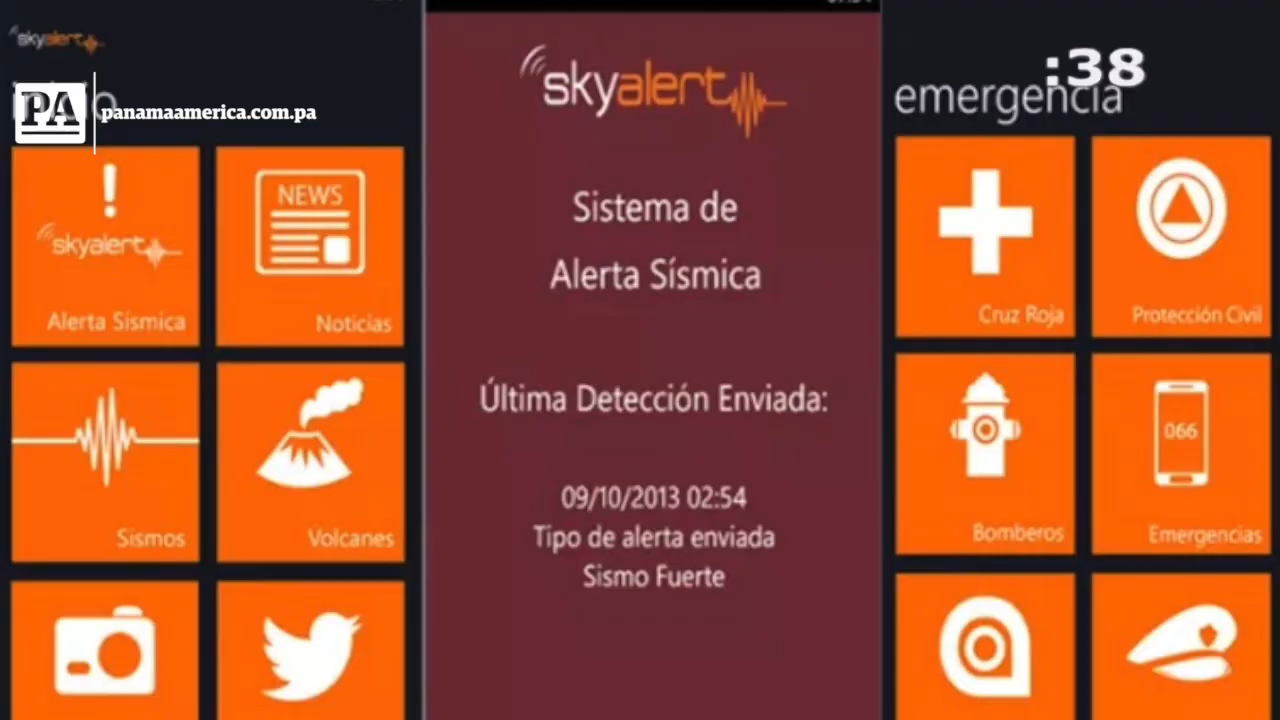 skyalert
inicio
PA
panamaamerica.com.pa
skyalert
Alerta Sísmica
NEWS
Noticias
Sismos
Volcanes
skyalert
Sistema de
Alerta Sísmica
Última Detección Enviada:
09/10/2013 02:54
Tipo de alerta enviada
Sismo Fuerte
:38
emergencia
Cruz Roja
Protección Civil
Bomberos
066
Emergencias